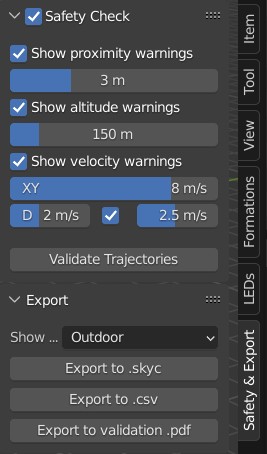 Safety Check
Show proximity warnings
3 m
Show altitude warnings
150 m
Show velocity warnings
XY 8 m/s
D 2 m/s 2.5 m/s
Validate Trajectories
Export
Show ... Outdoor
Export to .skyc
Export to .csv
Export to validation .pdf
Item
Tool
View
Formations
LEDs
Safety & Export